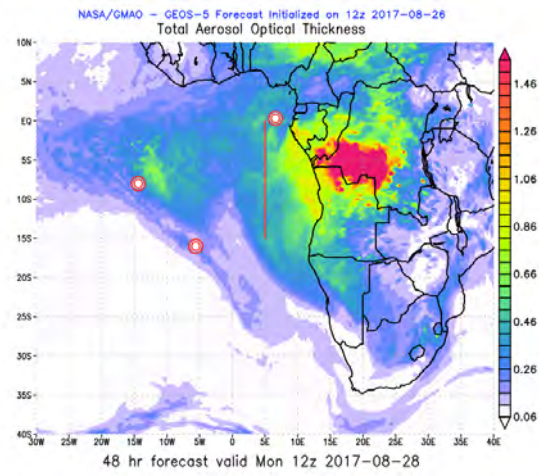 NASA/GMAO - GEOS-5 Forecast Initialized on 12z 2017-08-26
Total Aerosol Optical Thickness
10N
5N
EQ
5S
10S
15S
20S
25S
30S
35S
40S
30W 25W 20W 15W 10W 5W 0 5E 10E 15E 20E 25E 30E 35E 40E
1.46
1.26
1.06
0.86
0.66
0.46
0.26
0.06
48 hr forecast valid Mon 12z 2017-08-28